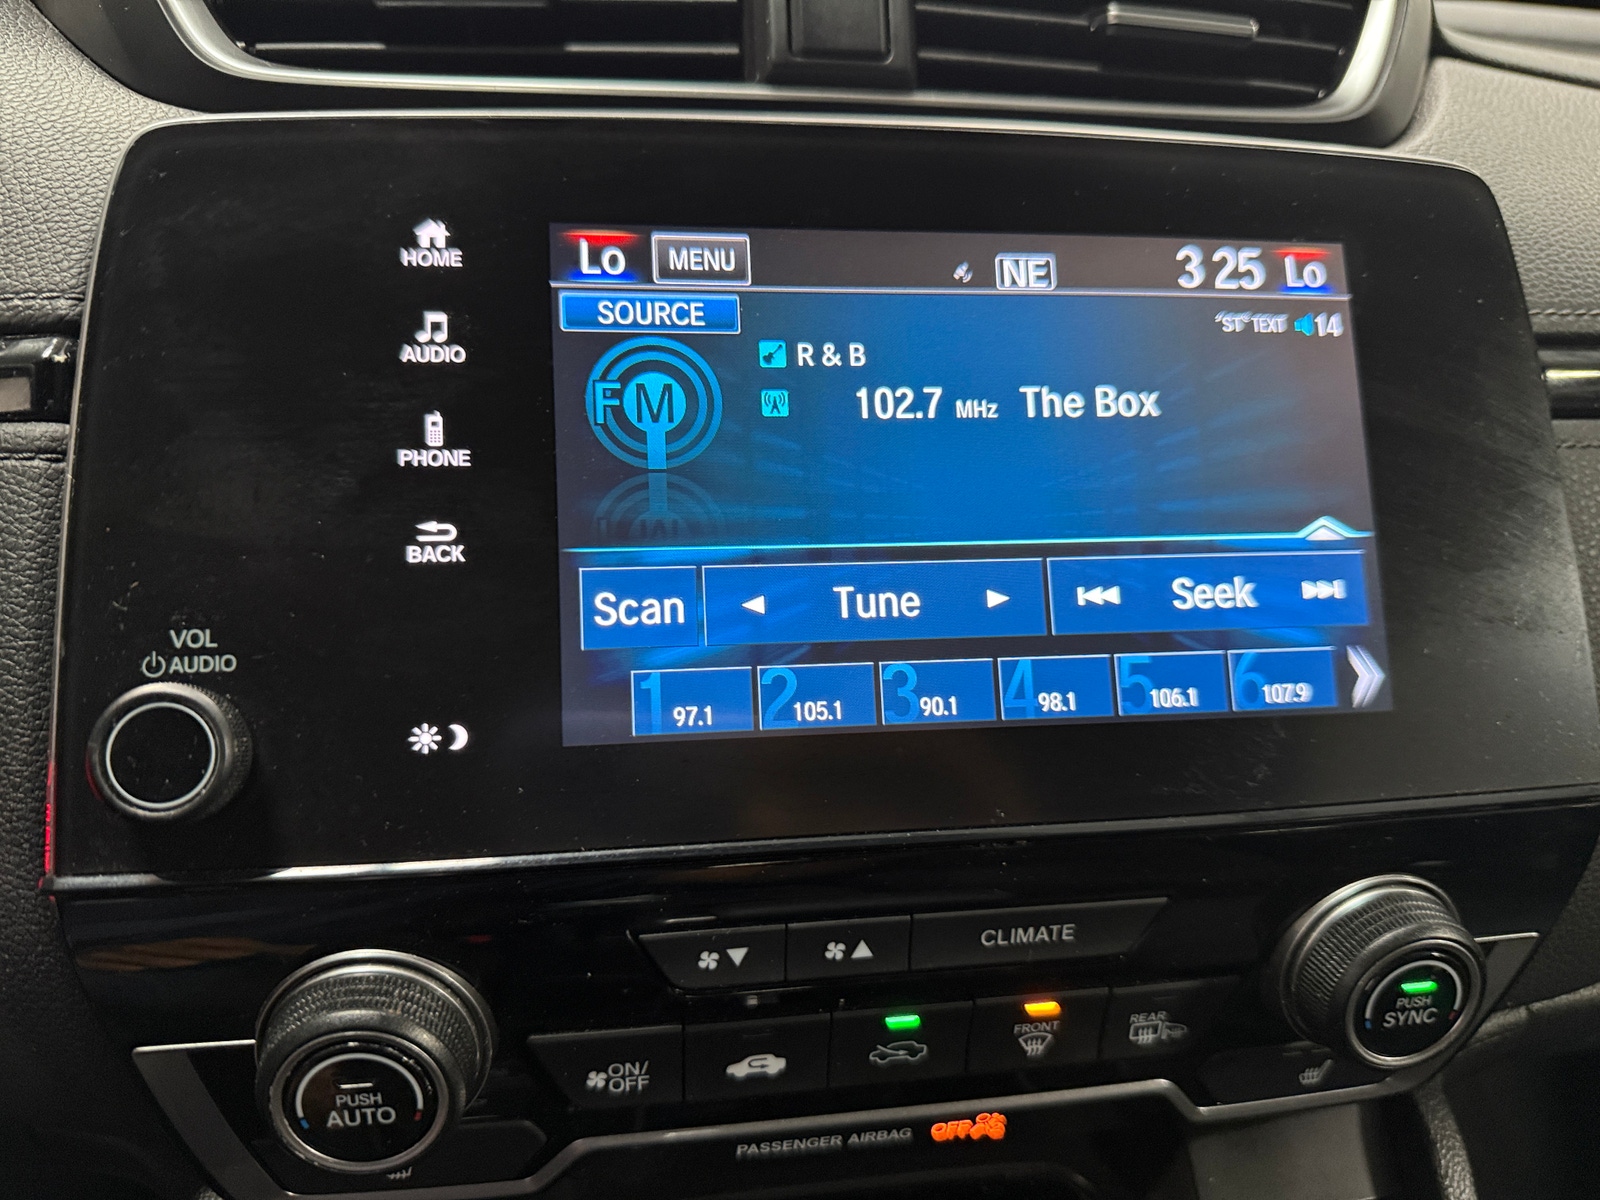 HOME
AUDIO
PHONE
BACK
VOL
AUDIO
Lo MENU NE 3 25 Lo
SOURCE
ST TEXT 14
FM
R & B
102.7 MHz The Box
Scan Tune Seek
1 97.1 2 105.1 3 90.1 4 98.1 5 106.1 6 107.9
CLIMATE
ON/
OFF
FRONT
REAR
PUSH
AUTO
PUSH
SYNC
PASSENGER AIRBAG OFF